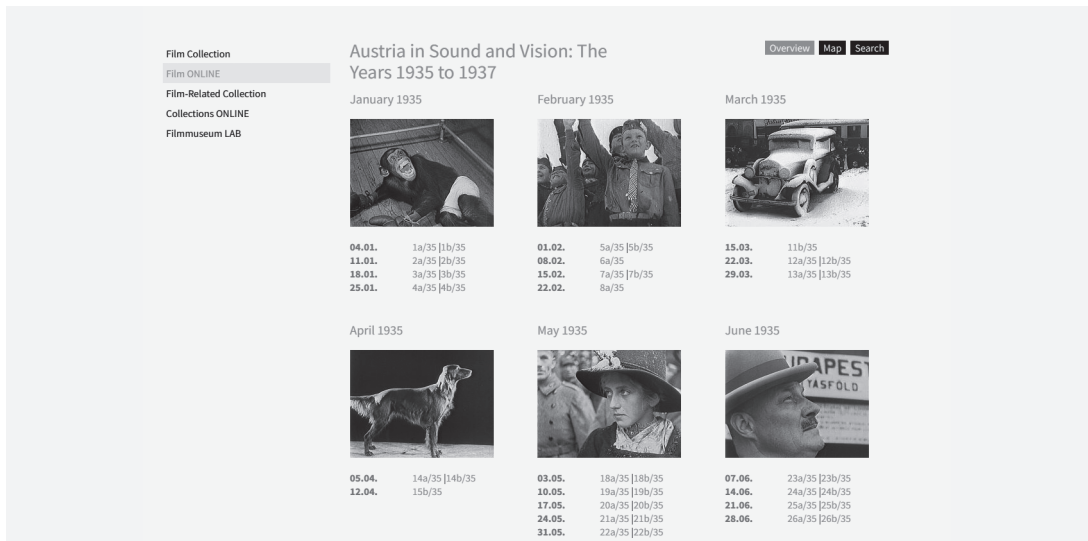 Film Collection
Film ONLINE
Film-Related Collection
Collections ONLINE
Filmmuseum LAB
Austria in Sound and Vision: The
Years 1935 to 1937
Overview Map Search
January 1935
04.01. 1a/35 |1b/35
11.01. 2a/35 |2b/35
18.01. 3a/35 |3b/35
25.01. 4a/35 |4b/35
February 1935
01.02. 5a/35 |5b/35
08.02. 6a/35
15.02. 7a/35 |7b/35
22.02. 8a/35
March 1935
15.03. 11b/35
22.03. 12a/35 |12b/35
29.03. 13a/35 |13b/35
April 1935
05.04. 14a/35 |14b/35
12.04. 15b/35
May 1935
03.05. 18a/35 |18b/35
10.05. 19a/35 |19b/35
17.05. 20a/35 |20b/35
24.05. 21a/35 |21b/35
31.05. 22a/35 |22b/35
June 1935
UDAPEST
YASFÖLD
07.06. 23a/35 |23b/35
14.06. 24a/35 |24b/35
21.06. 25a/35 |25b/35
28.06. 26a/35 |26b/35